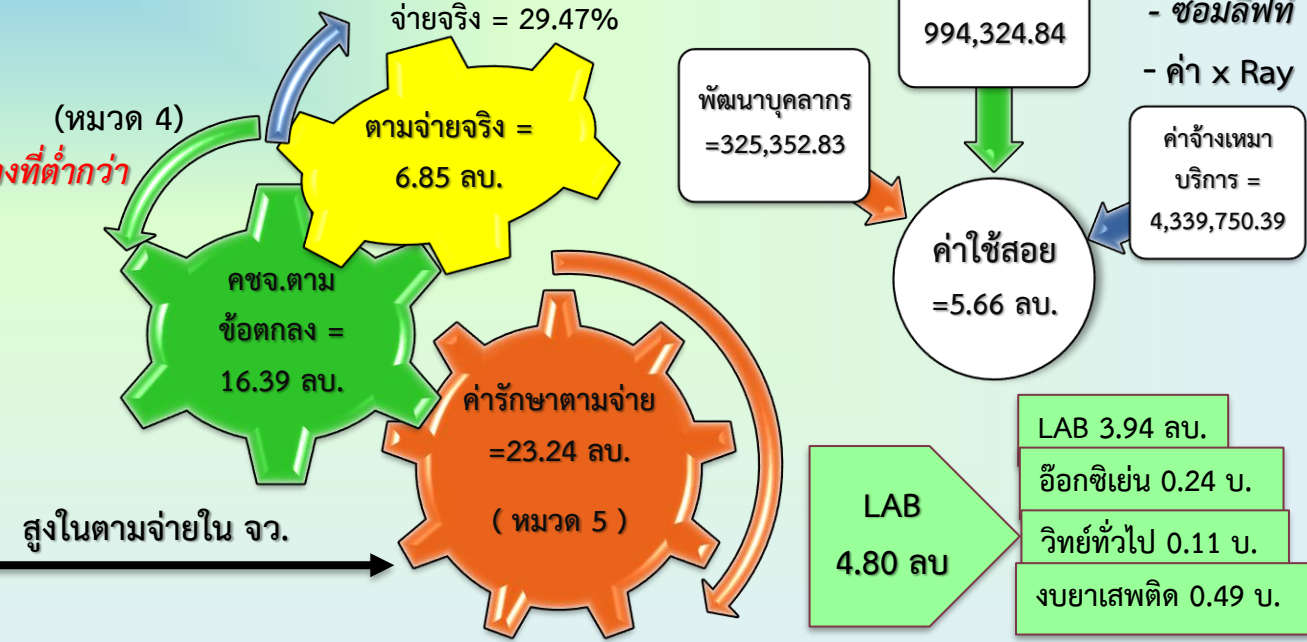 จ่ายจริง = 29.47%
(หมวด 4)
ที่ต่ำกว่า
ตามจ่ายจริง =
6.85 ลบ.
คชจ.ตาม
ข้อตกลง =
16.39 ลบ.
ค่ารักษาตามจ่าย
=23.24 ลบ.
( หมวด 5 )
สูงในตามจ่ายใน จว.
994,324.84
- ซ่อมลิฟท์
- ค่า x Ray
พัฒนาบุคลากร
=325,352.83
ค่าจ้างเหมา
บริการ =
4,339,750.39
ค่าใช้สอย
=5.66 ลบ.
LAB
4.80 ลบ
LAB 3.94 ลบ.
อ๊อกซิเย่น 0.24 บ.
วิทย์ทั่วไป 0.11 บ.
งบยาเสพติด 0.49 บ.